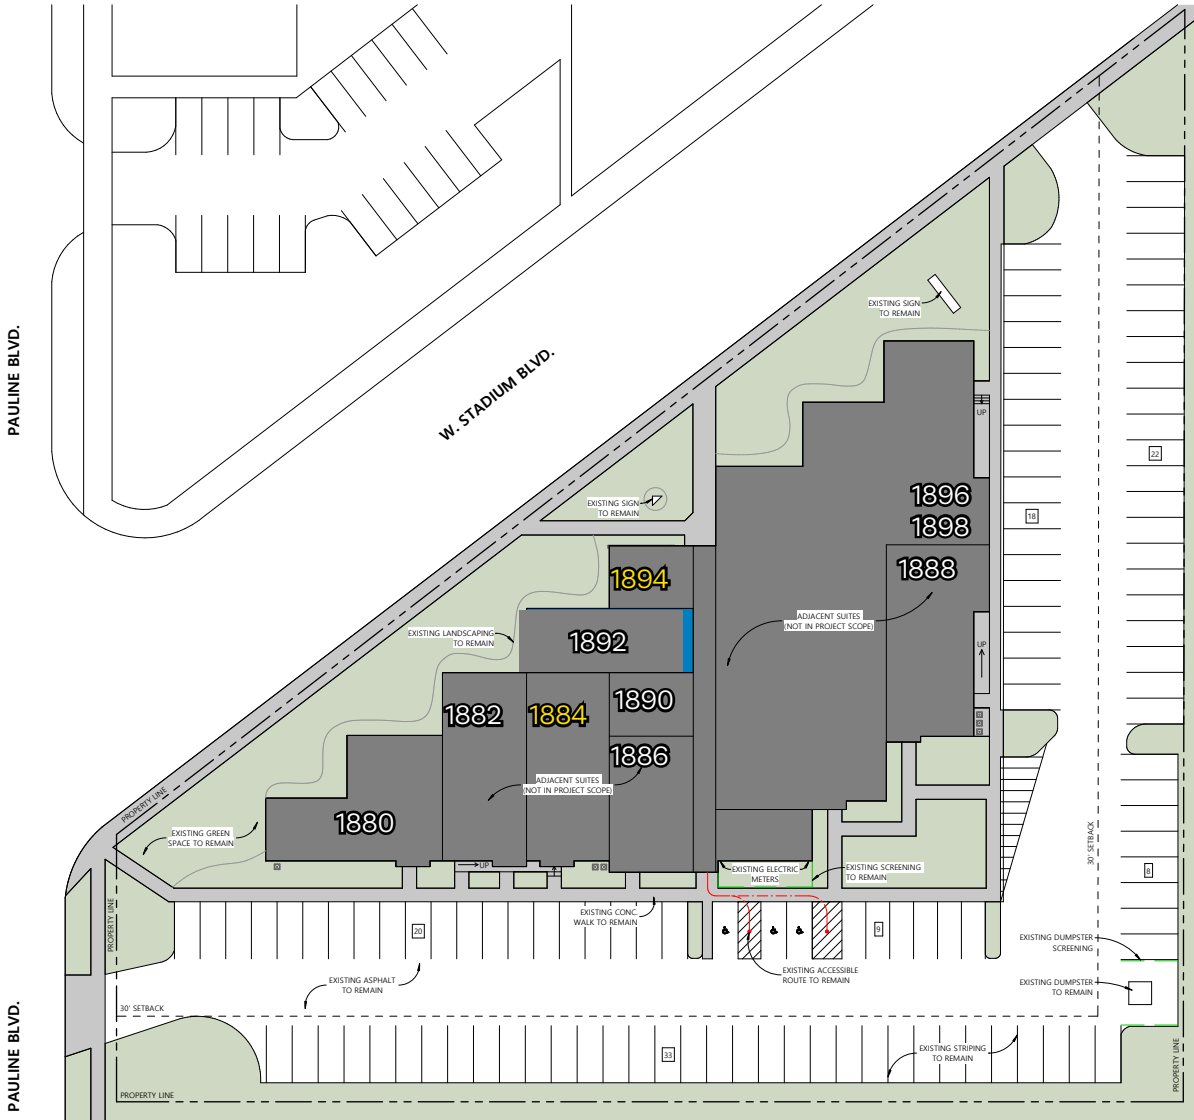 PAULINE BLVD.
W. STADIUM BLVD.
EXISTING SIGN
TO REMAIN
UP
22
18
EXISTING SIGN
TO REMAIN
1896
1898
1888
1894
1892
ADJACENT SUITES
(NOT IN PROJECT SCOPE)
EXISTING LANDSCAPING
TO REMAIN
UP
1882
1884
1890
1886
ADJACENT SUITES
(NOT IN PROJECT SCOPE)
PROPERTY LINE
1880
EXISTING GREEN
SPACE TO REMAIN
30' SETBACK
UP
EXISTING ELECTRIC
METERS
EXISTING SCREENING
TO REMAIN
8
PROPERTY LINE
EXISTING CONC.
WALK TO REMAIN
20
9
EXISTING DUMPSTER
SCREENING
EXISTING ASPHALT
TO REMAIN
EXISTING ACCESSIBLE
ROUTE TO REMAIN
EXISTING DUMPSTER
TO REMAIN
30' SETBACK
PAULINE BLVD.
33
EXISTING STRIPING
TO REMAIN
PROPERTY LINE
PROPERTY LINE